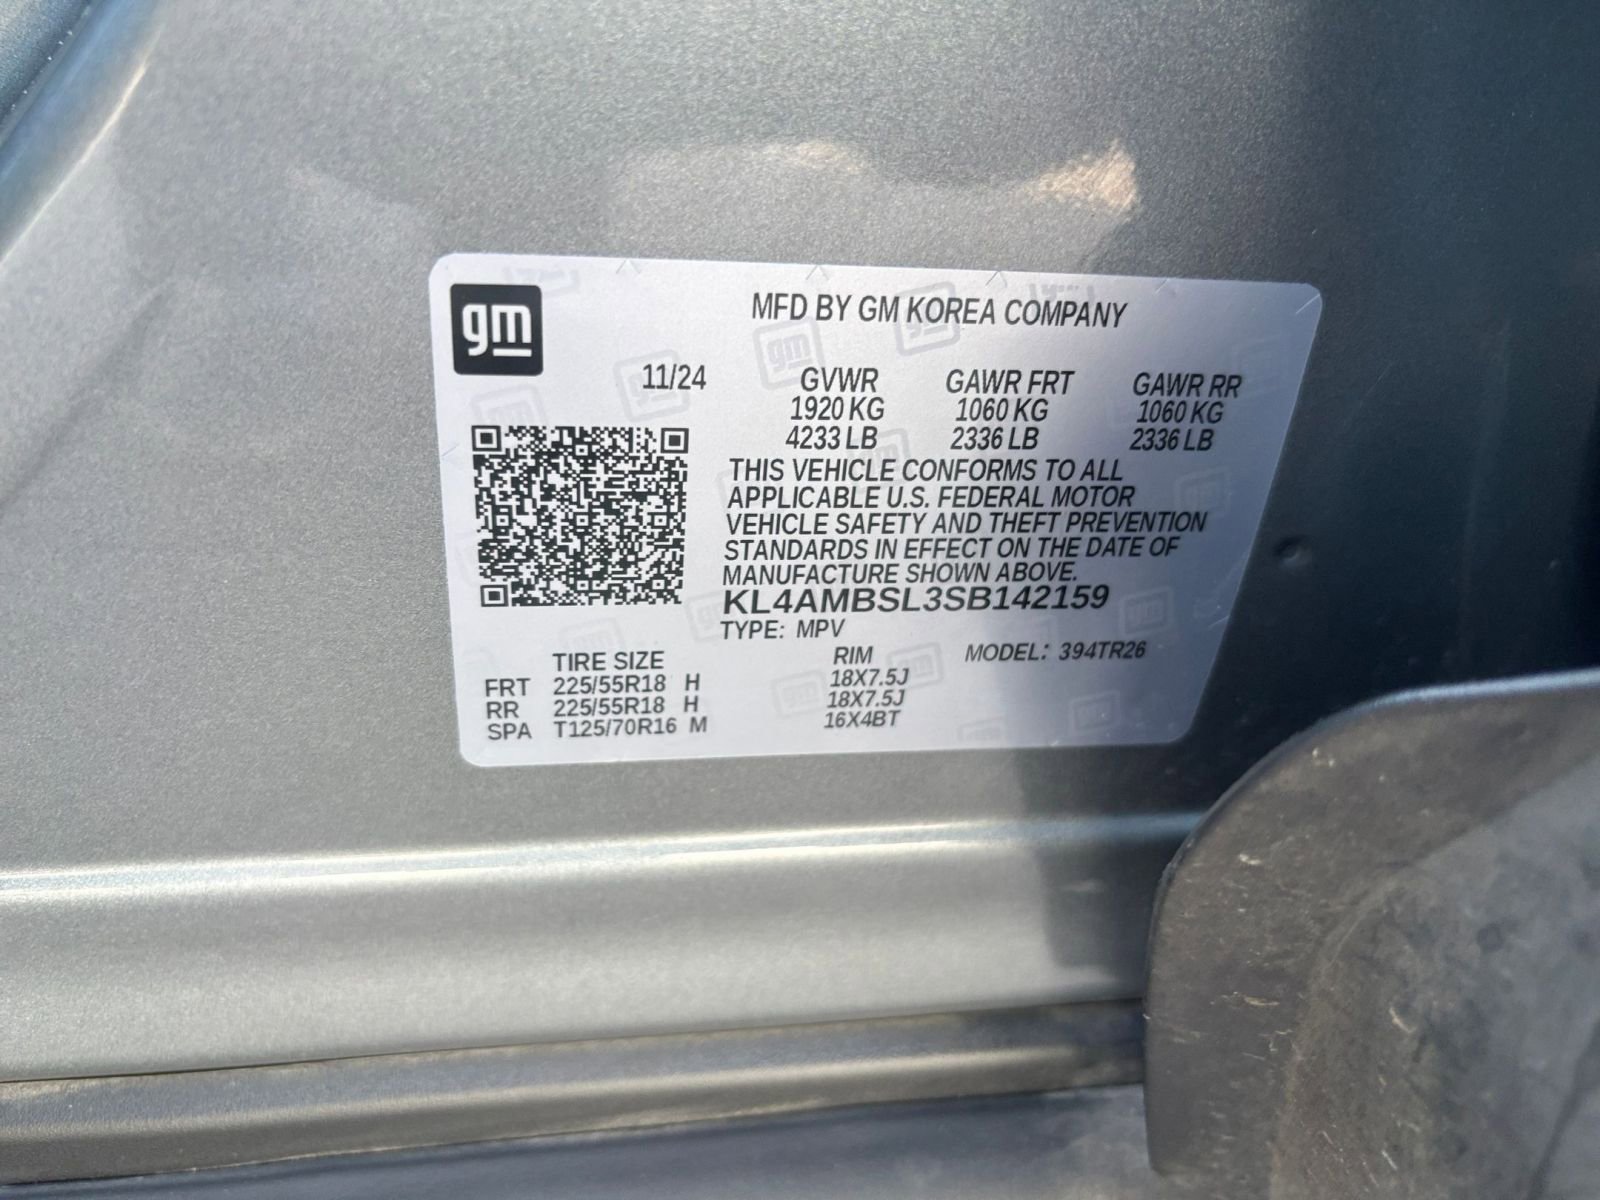 gm
MFD BY GM KOREA COMPANY
11/24 GVWR GAWR FRT GAWR RR
1920 KG 1060 KG 1060 KG
4233 LB 2336 LB 2336 LB
THIS VEHICLE CONFORMS TO ALL
APPLICABLE U.S. FEDERAL MOTOR
VEHICLE SAFETY AND THEFT PREVENTION
STANDARDS IN EFFECT ON THE DATE OF
MANUFACTURE SHOWN ABOVE.
KL4AMBSL3SB142159
TYPE: MPV
TIRE SIZE RIM MODEL: 394TR26
FRT 225/55R18 H 18X7.5J
RR 225/55R18 H 18X7.5J
SPA T125/70R16 M 16X4BT